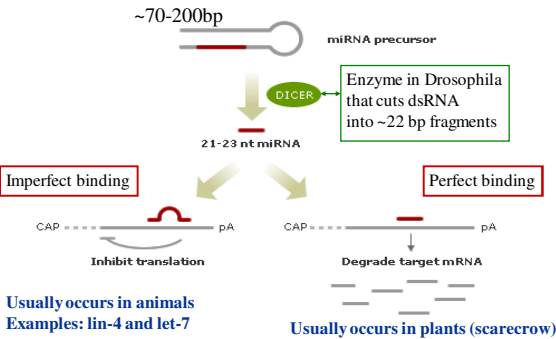 ~70-200bp
miRNA precursor
DICER
Enzyme in Drosophila
that cuts dsRNA
into ~22 bp fragments
21-23 nt miRNA
Imperfect binding
Perfect binding
CAP
pA
CAP
pA
Inhibit translation
Degrade target mRNA
Usually occurs in animals
Examples: lin-4 and let-7
Usually occurs in plants (scarecrow)